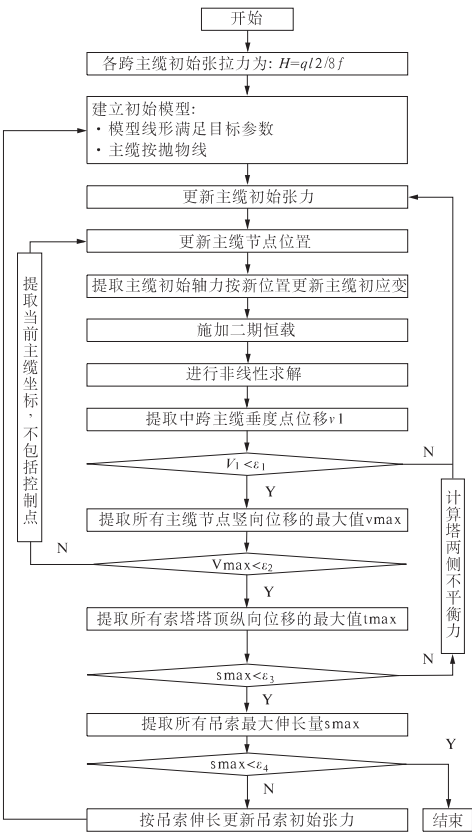 开始
各跨主缆初始张拉力为: H=ql2/8f
建立初始模型:
· 模型线形满足目标参数
· 主缆按抛物线
更新主缆初始张力
更新主缆节点位置
提取主缆初始轴力按新位置更新主缆初应变
施加二期恒载
进行非线性求解
提取中跨主缆垂度点位移v1
V1<ε1
N
Y
提取所有主缆节点竖向位移的最大值vmax
Vmax<ε2
N
Y
提取当前主缆坐标，不包括控制点
计算塔两侧不平衡力
提取所有索塔塔顶纵向位移的最大值tmax
smax<ε3
N
Y
提取所有吊索最大伸长量smax
smax<ε4
Y
N
按吊索伸长更新吊索初始张力
结束